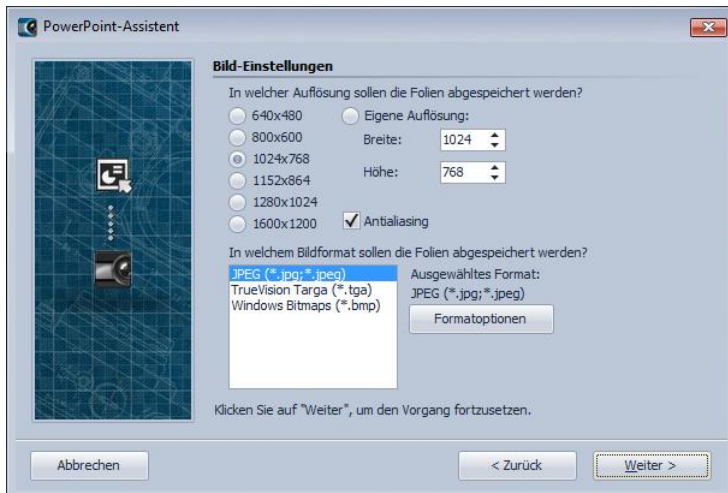 PowerPoint-Assistent
Bild-Einstellungen
In welcher Auflösung sollen die Folien abgespeichert werden?
640x480
800x600
1024x768
1152x864
1280x1024
1600x1200
Eigene Auflösung:
Breite: 1024
Höhe: 768
Antialiasing
In welchem Bildformat sollen die Folien abgespeichert werden?
JPEG (*.jpg;*.jpeg)
TrueVision Targa (*.tga)
Windows Bitmaps (*.bmp)
Ausgewähltes Format:
JPEG (*.jpg;*.jpeg)
Formatoptionen
Klicken Sie auf "Weiter", um den Vorgang fortzusetzen.
Abbrechen
< Zurück
Weiter >